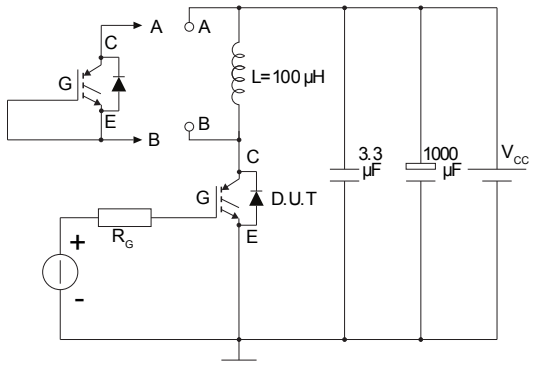 A
C
G
E
B
A
L=100 µH
B
C
G
D.U.T
E
R_G
+
-
3.3
µF
1000
µF
V_CC